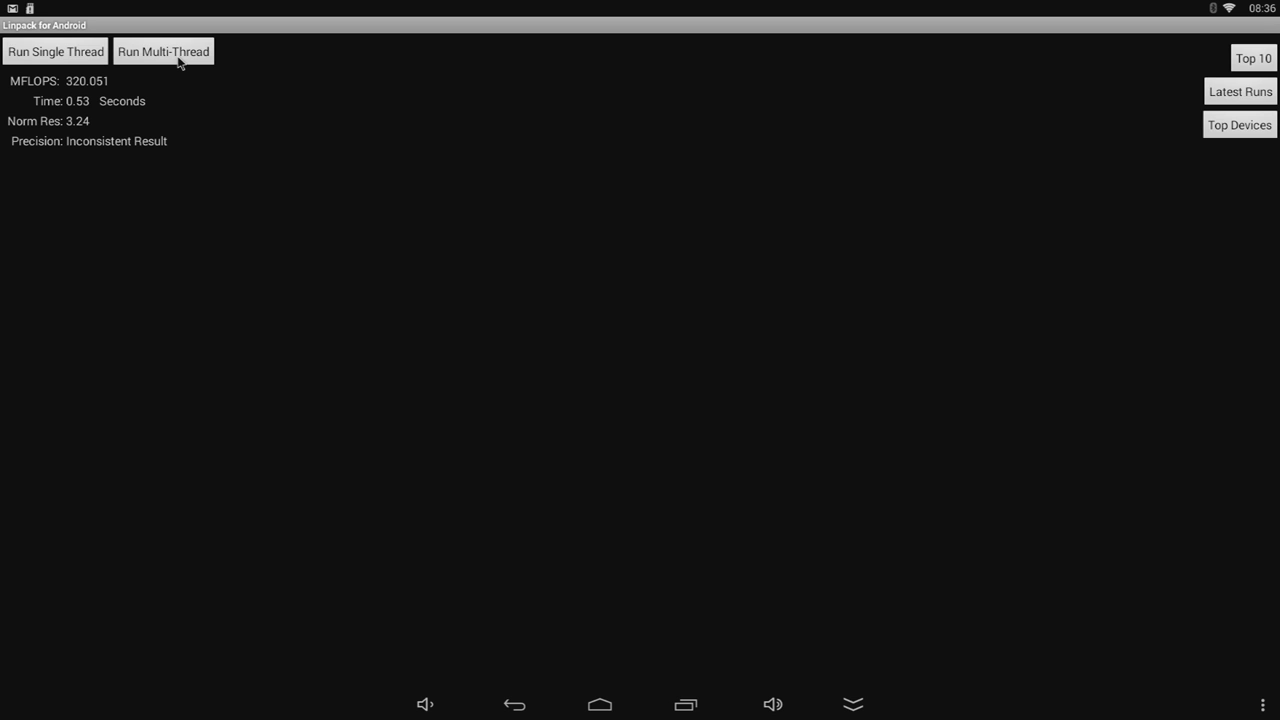 08:36
Linpack for Android
Run Single Thread Run Multi-Thread
Top 10
MFLOPS: 320.051
Latest Runs
Time: 0.53 Seconds
Norm Res: 3.24
Top Devices
Precision: Inconsistent Result